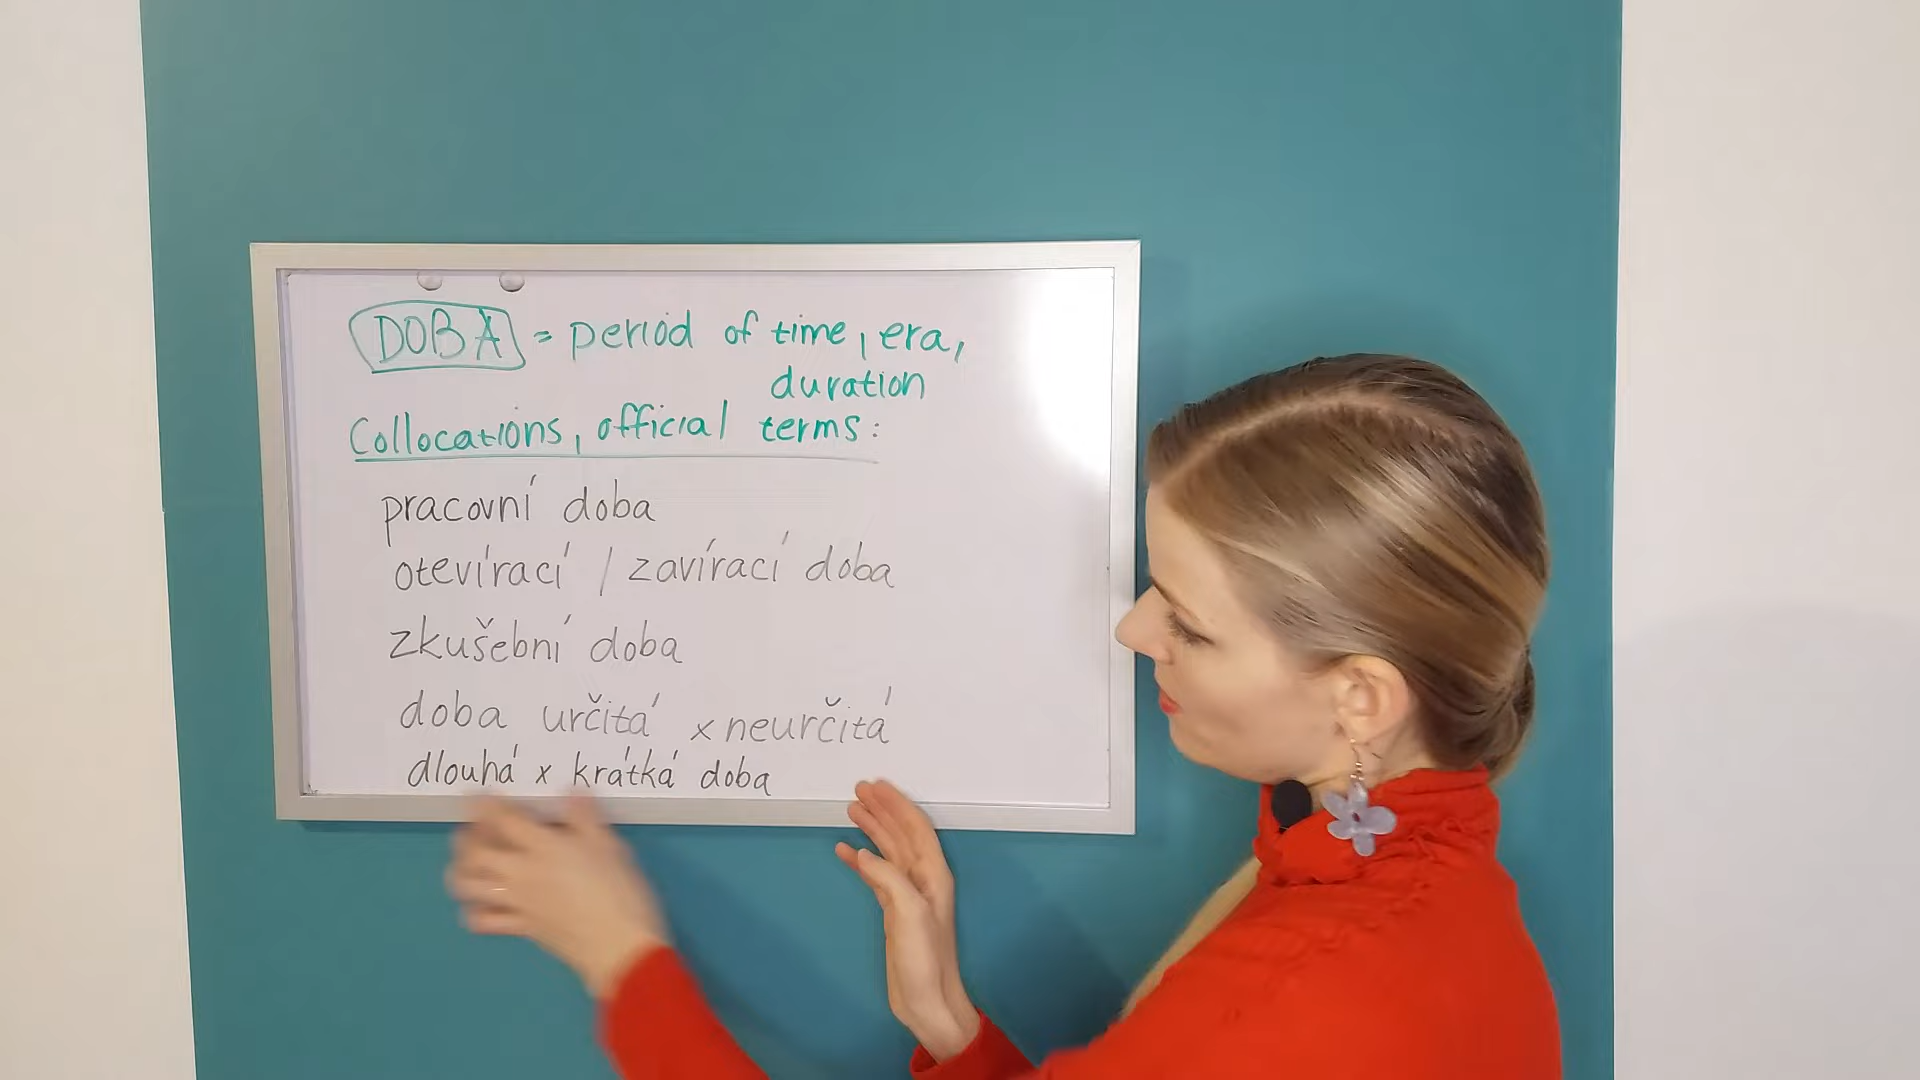 DOBA = period of time, era,
duration
Collocations, official terms:
pracovní doba
otevírací / zavírací doba
zkušební doba
doba určitá x neurčitá
dlouhá x krátká doba